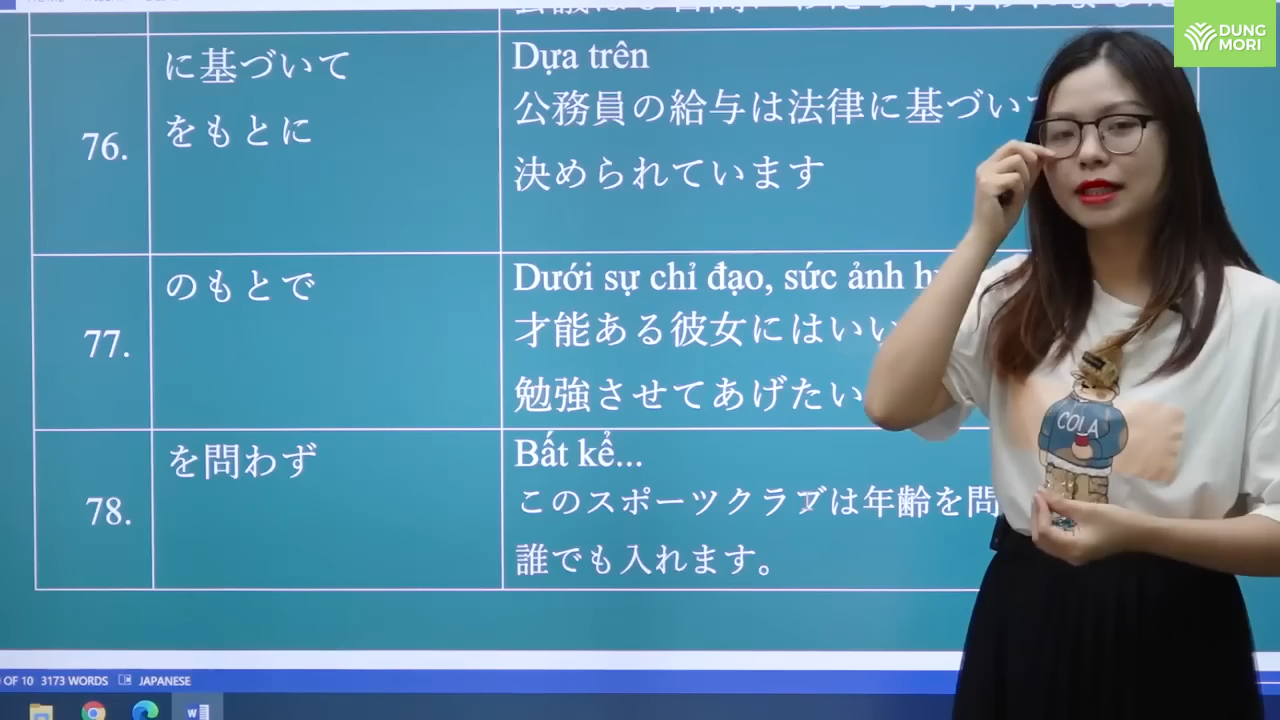 DUNG
MORI
76.
に基づいて
をもとに
Dựa trên
公務員の給与は法律に基づい
決められています
77.
のもとで
Dưới sự chỉ đạo, sức ảnh
才能ある彼女にはいい
勉強させてあげたい
78.
を問わず
Bất kể...
このスポーツクラブは年齢を問
誰でも入れます。
COLA
OF 10 3173 WORDS JAPANESE